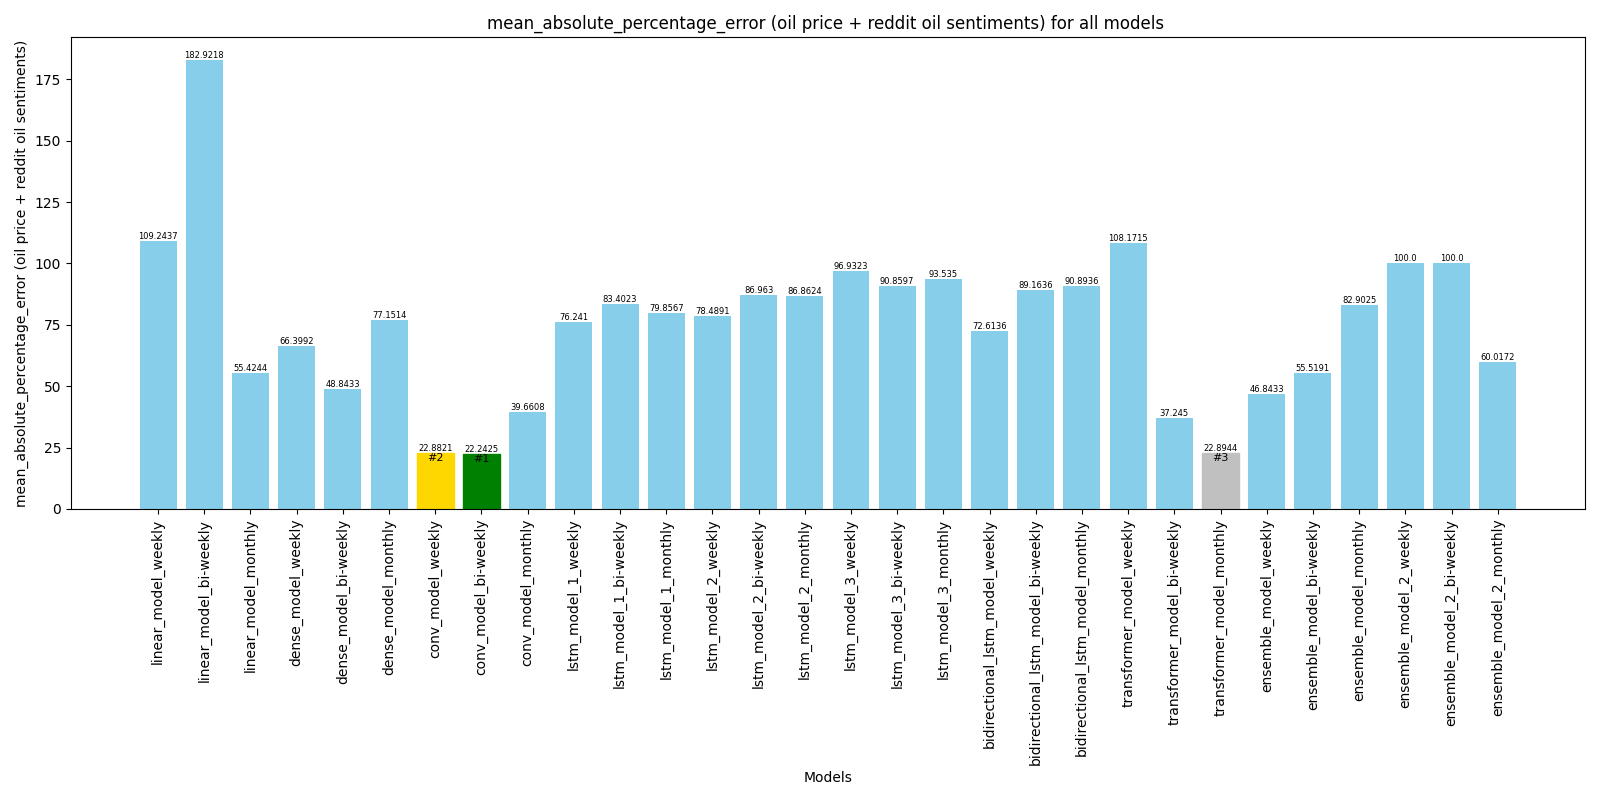 mean_absolute_percentage_error (oil price + reddit oil sentiments) for all models
mean_absolute_percentage_error (oil price + reddit oil sentiments)
175
150
125
100
75
50
25
0
109.2437
182.9218
55.4244
66.3992
48.8433
77.1514
22.8821
#2
22.2425
#1
39.6608
76.241
83.4023
79.8567
78.4891
86.963
86.8624
96.9323
90.8597
93.535
72.6136
89.1636
90.8936
108.1715
37.245
22.8944
#3
46.8433
55.5191
82.9025
100.0
100.0
60.0172
linear_model_weekly
linear_model_bi-weekly
linear_model_monthly
dense_model_weekly
dense_model_bi-weekly
dense_model_monthly
conv_model_weekly
conv_model_bi-weekly
conv_model_monthly
lstm_model_1_weekly
lstm_model_1_bi-weekly
lstm_model_1_monthly
lstm_model_2_weekly
lstm_model_2_bi-weekly
lstm_model_2_monthly
lstm_model_3_weekly
lstm_model_3_bi-weekly
lstm_model_3_monthly
bidirectional_lstm_model_weekly
bidirectional_lstm_model_bi-weekly
bidirectional_lstm_model_monthly
transformer_model_weekly
transformer_model_bi-weekly
transformer_model_monthly
ensemble_model_weekly
ensemble_model_bi-weekly
ensemble_model_monthly
ensemble_model_2_weekly
ensemble_model_2_bi-weekly
ensemble_model_2_monthly
Models